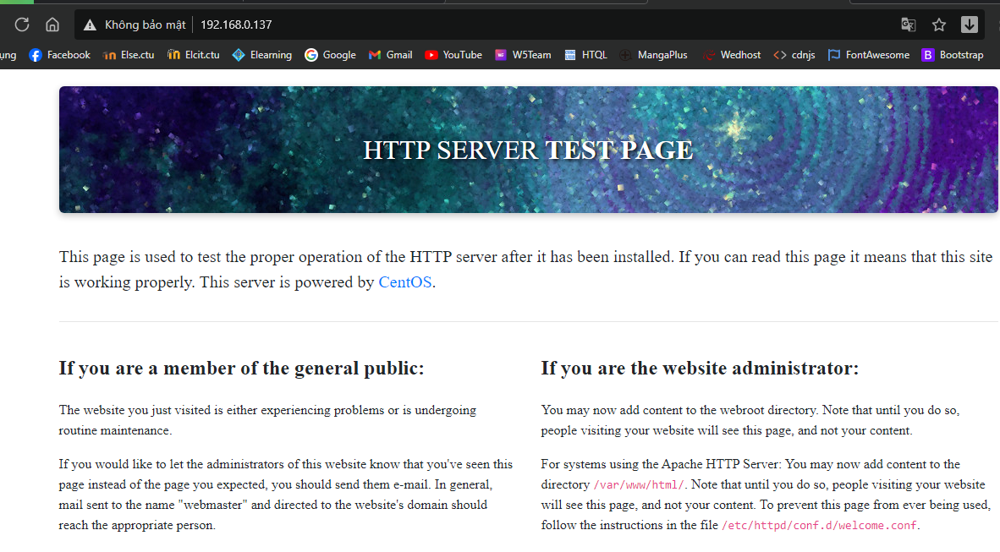 Không bảo mật 192.168.0.137
ụng Facebook Else.ctu Elcit.ctu Elearning Google Gmail YouTube W5Team HTQL MangaPlus Wedhost cdnjs FontAwesome Bootstrap
HTTP SERVER TEST PAGE
This page is used to test the proper operation of the HTTP server after it has been installed. If you can read this page it means that this site
is working properly. This server is powered by CentOS.
If you are a member of the general public:
The website you just visited is either experiencing problems or is undergoing
routine maintenance.
If you would like to let the administrators of this website know that you've seen this
page instead of the page you expected, you should send them e-mail. In general,
mail sent to the name "webmaster" and directed to the website's domain should
reach the appropriate person.
If you are the website administrator:
You may now add content to the webroot directory. Note that until you do so,
people visiting your website will see this page, and not your content.
For systems using the Apache HTTP Server: You may now add content to the
directory /var/www/html/. Note that until you do so, people visiting your website
will see this page, and not your content. To prevent this page from ever being used,
follow the instructions in the file /etc/httpd/conf.d/welcome.conf.